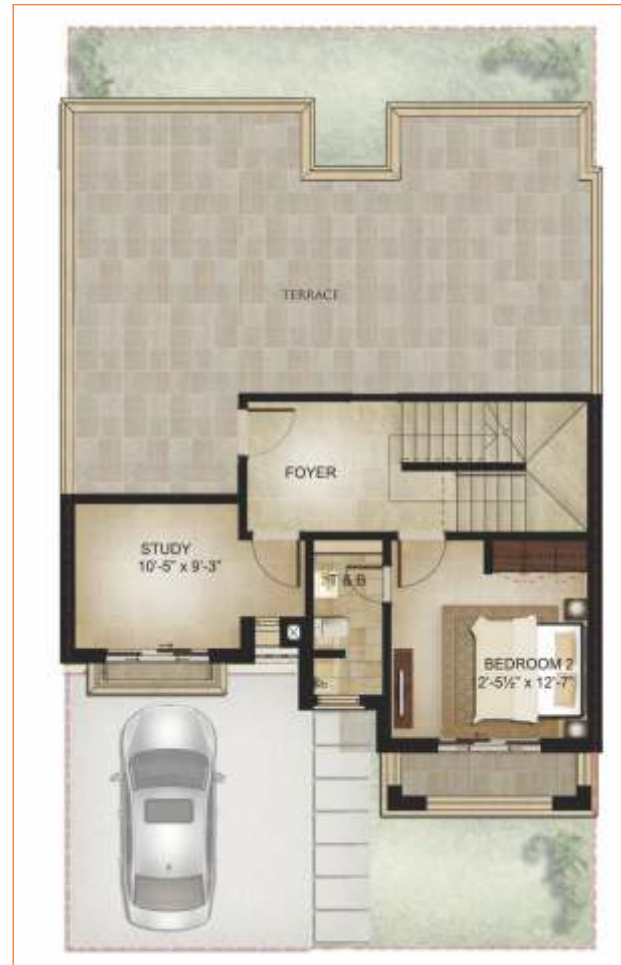 TERRACE
FOYER
STUDY
10'-5" x 9'-3"
T & B
BEDROOM 2
2'-5½" x 12'-7"